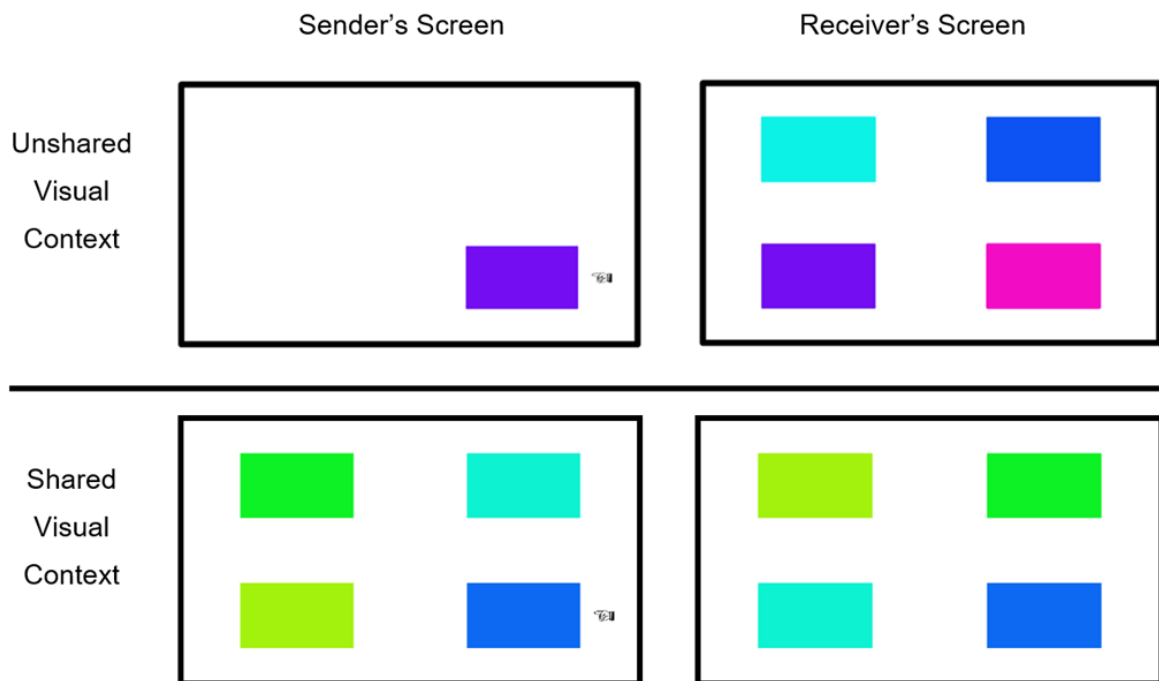 Sender’s Screen
Receiver’s Screen
Unshared
Visual
Context
Shared
Visual
Context